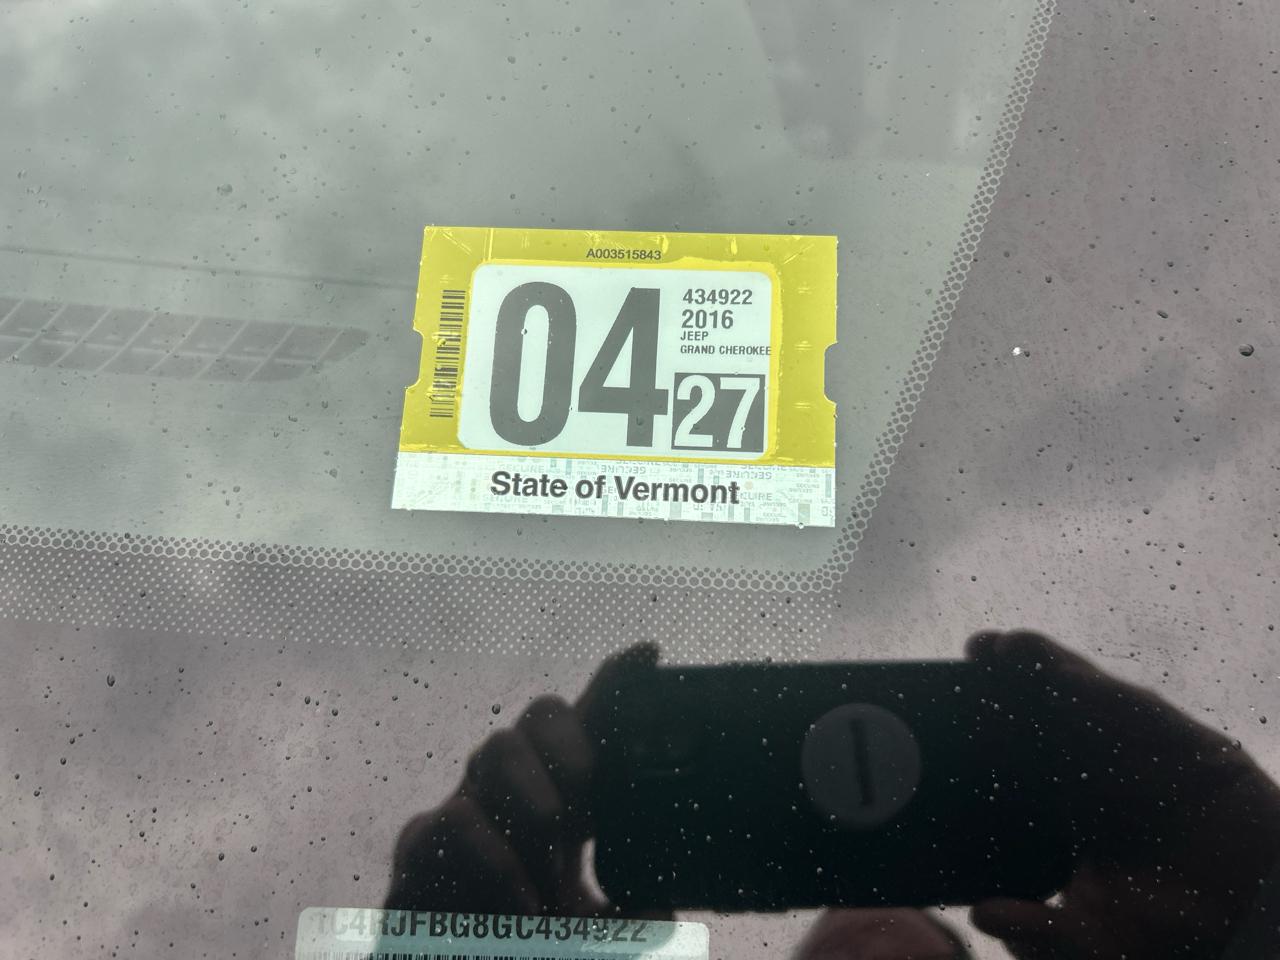 A003515843
04
434922
2016
JEEP
GRAND CHEROKEE
27
State of Vermont
1C4RJFBG8GC434922